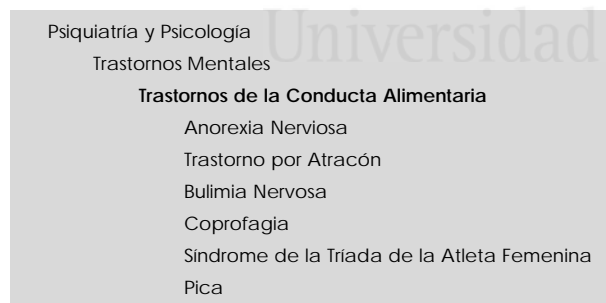 Universidad
Psiquiatría y Psicología
Trastornos Mentales
Trastornos de la Conducta Alimentaria
Anorexia Nerviosa
Trastorno por Atracón
Bulimia Nervosa
Coprofagia
Síndrome de la Tríada de la Atleta Femenina
Pica